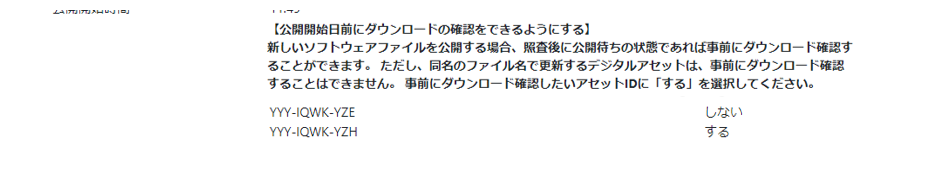 公開開始時間
【公開開始日前にダウンロードの確認をできるようにする】
新しいソフトウェアファイルを公開する場合、照査後に公開待ちの状態であれば事前にダウンロード確認す
ることができます。 ただし、同名のファイル名で更新するデジタルアセットは、事前にダウンロード確認
することはできません。 事前にダウンロード確認したいアセットIDに「する」を選択してください。
YYY-IQWK-YZE しない
YYY-IQWK-YZH する